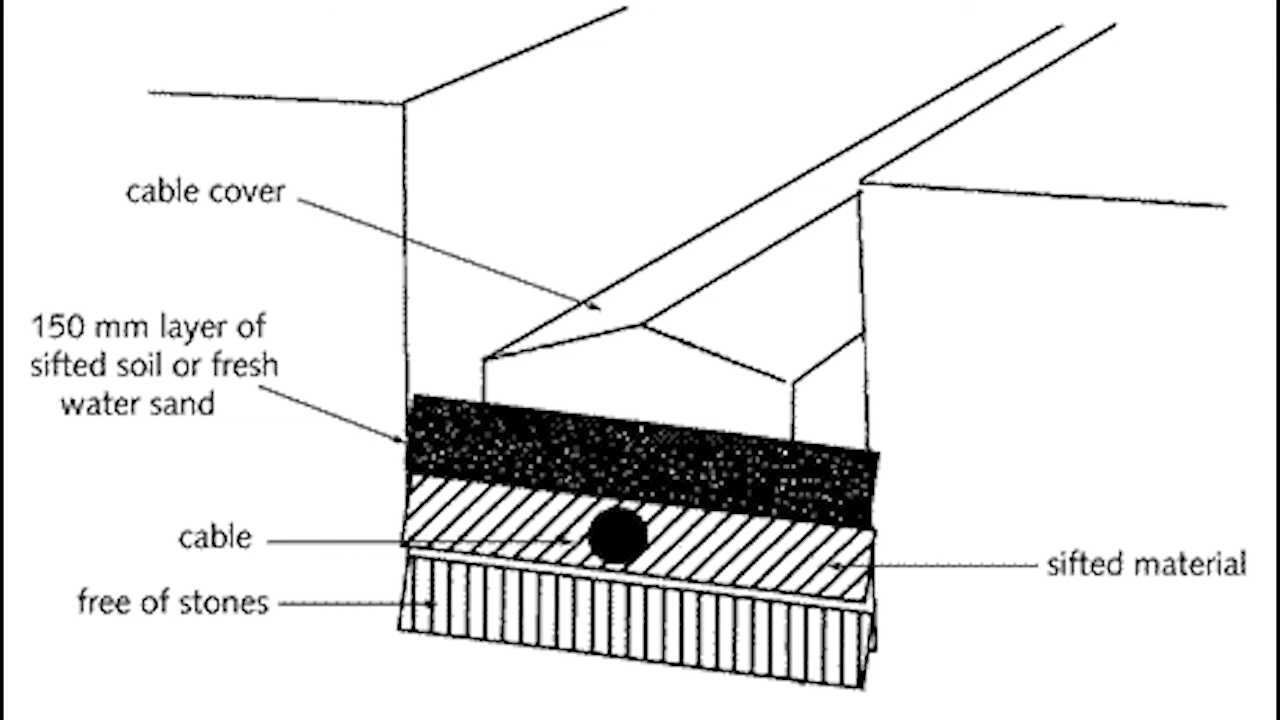 cable cover
150 mm layer of
sifted soil or fresh
water sand
cable
sifted material
free of stones